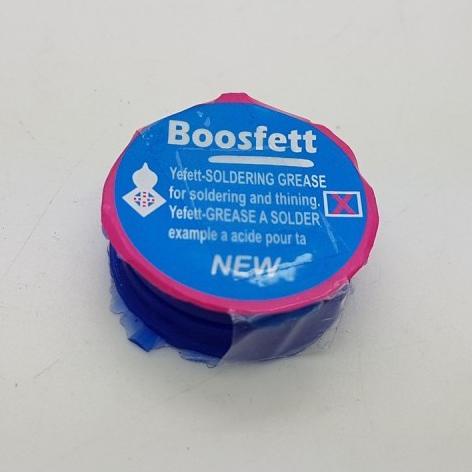 Boosfett
Yefett-SOLDERING GREASE
for soldering and thining.
Yefett-GREASE A SOLDER
example a acide pour ta
NEW
X